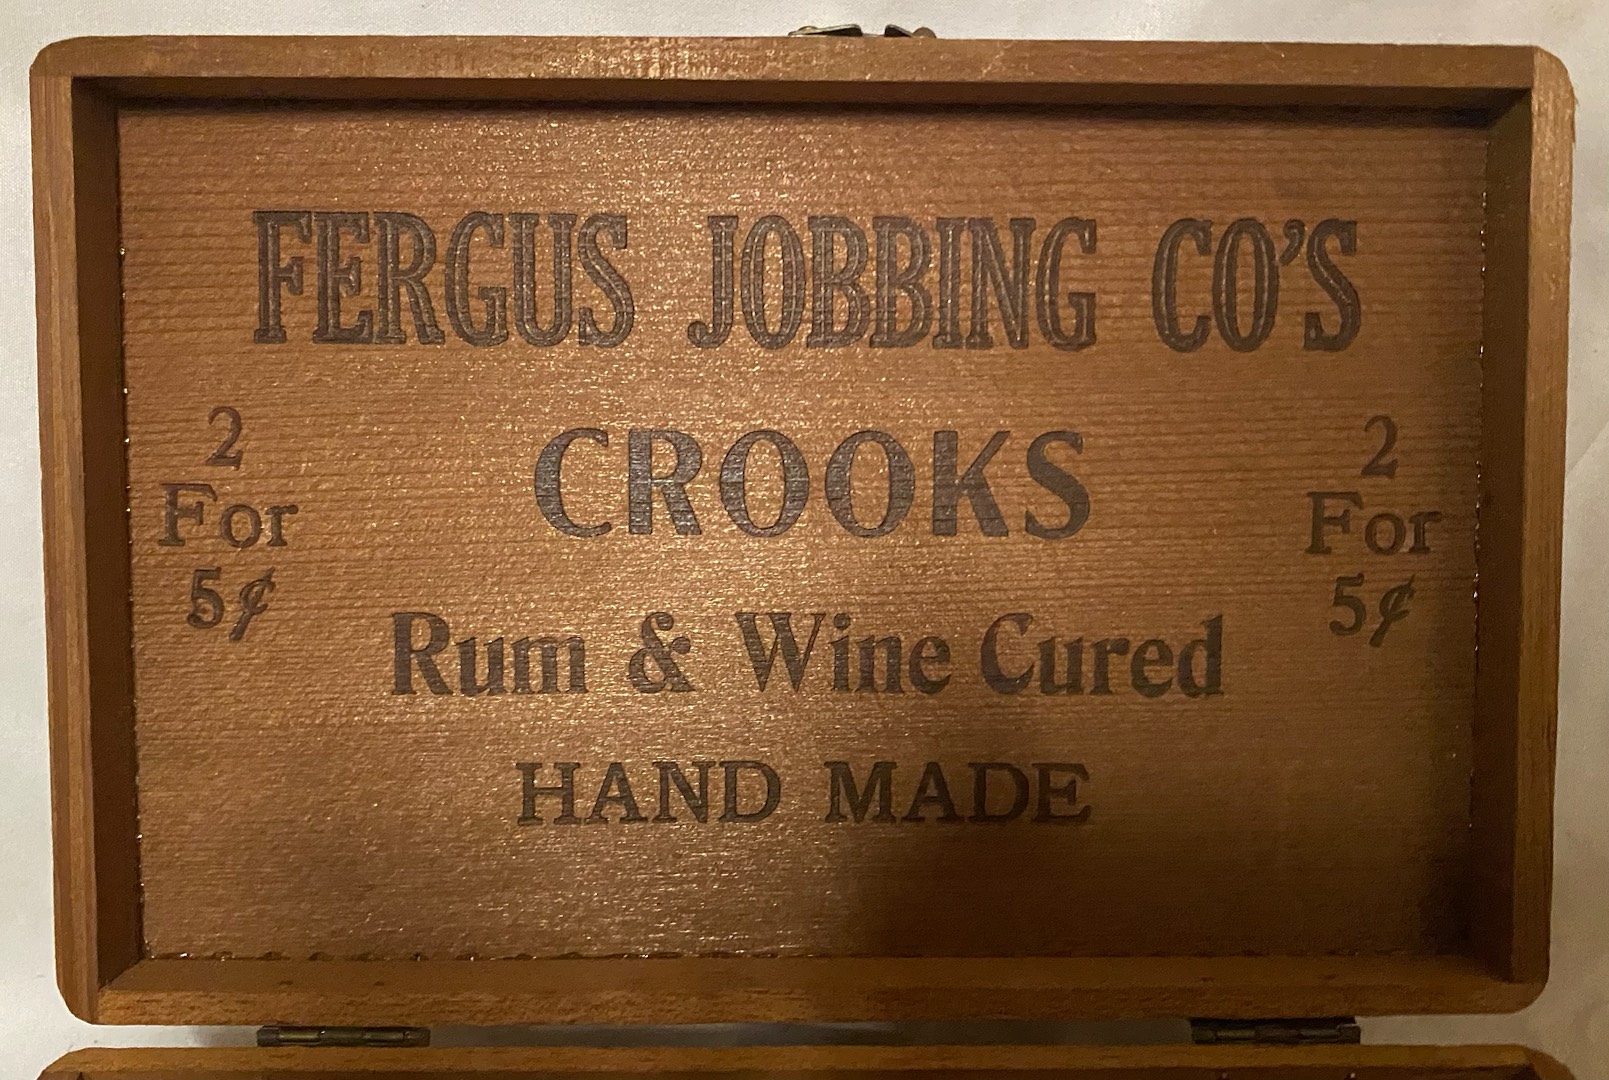 FERGUS JOBBING CO'S
CROOKS
2
For
5¢
2
For
5¢
Rum & Wine Cured
HAND MADE